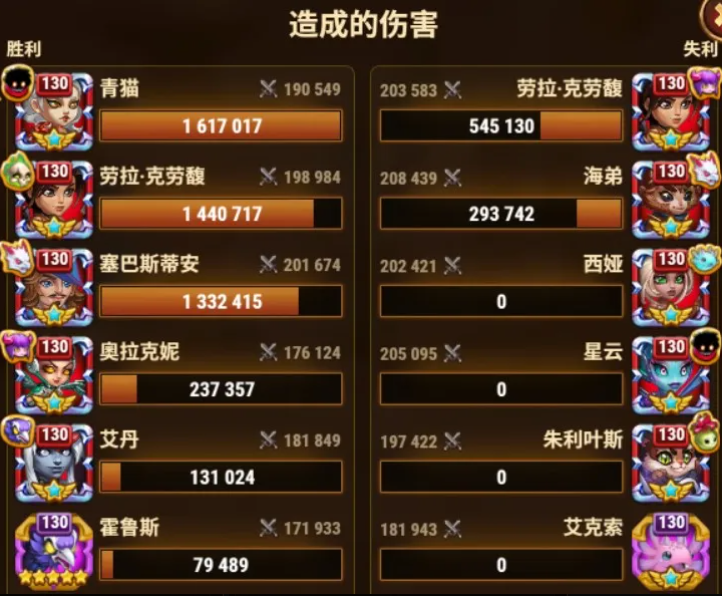 造成的伤害
胜利
失利
130 青猫 190 549
1 617 017
203 583 劳拉·克劳馥 130
545 130
130 劳拉·克劳馥 198 984
1 440 717
208 439 海弟 130
293 742
130 塞巴斯蒂安 201 674
1 332 415
202 421 西娅 130
0
130 奥拉克妮 176 124
237 357
205 095 星云 130
0
130 艾丹 181 849
131 024
197 422 朱利叶斯 130
0
130 霍鲁斯 171 933
79 489
181 943 艾克索 130
0